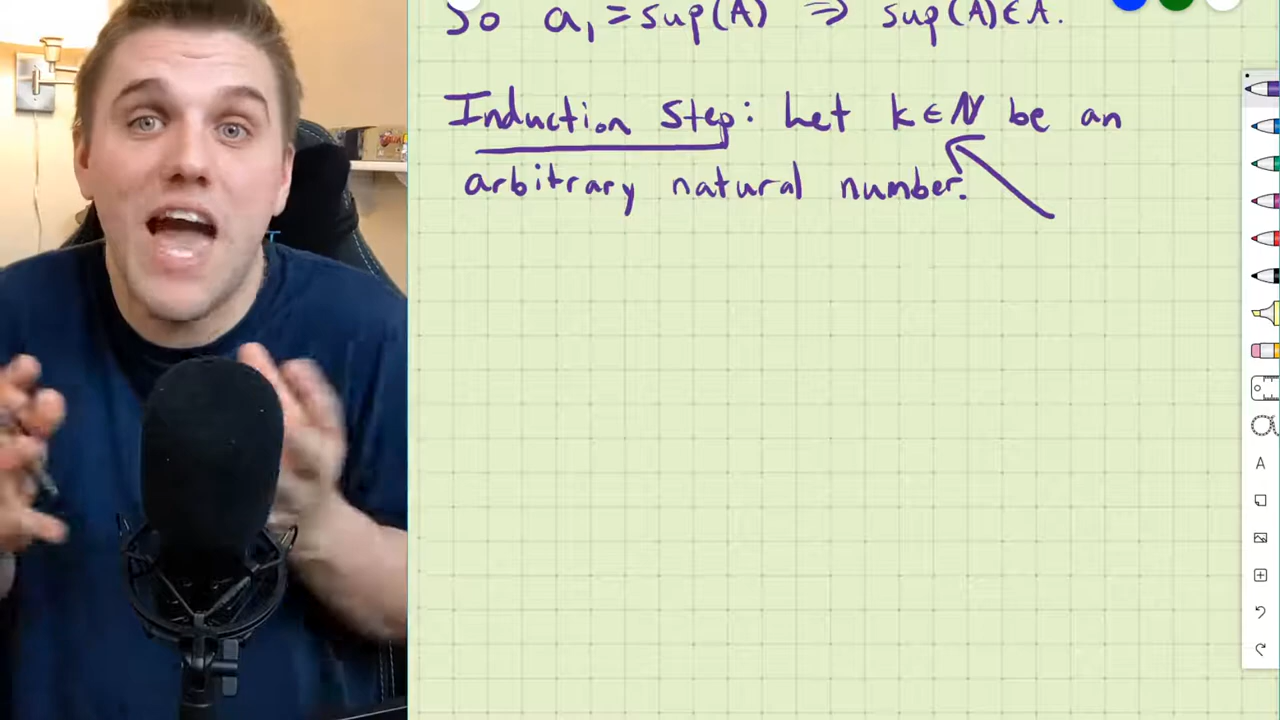 So a₁ = sup(A) ⇒ sup(A) ∈ A.
Induction Step: Let k ∈ ℕ be an
arbitrary natural number.
A